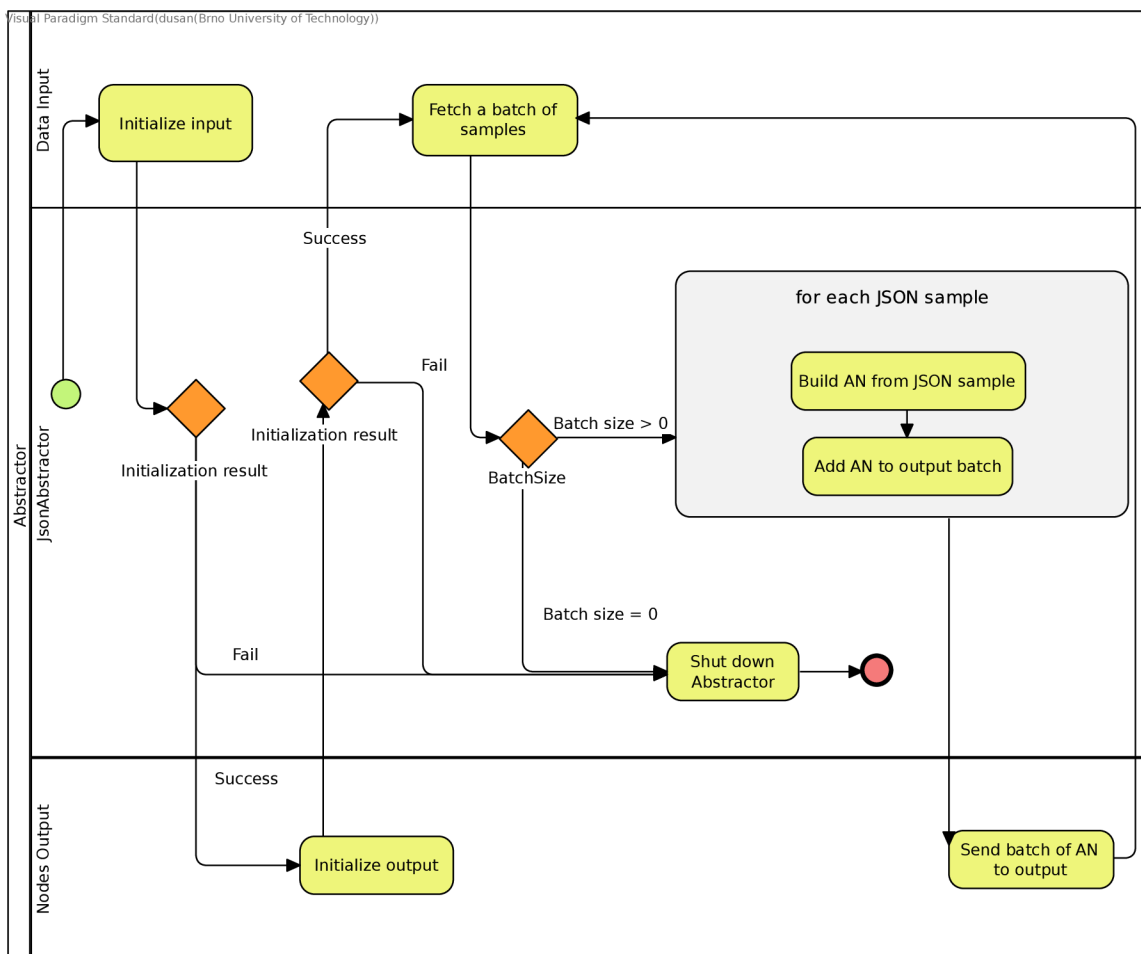 Visual Paradigm Standard(dusan(Brno University of Technology))
Abstractor
Data Input
Initialize input
Fetch a batch of
samples
JsonAbstractor
Success
for each JSON sample
Fail
Build AN from JSON sample
Batch size > 0
Initialization result
Add AN to output batch
Initialization result
BatchSize
Batch size = 0
Fail
Shut down
Abstractor
Nodes Output
Success
Initialize output
Send batch of AN
to output